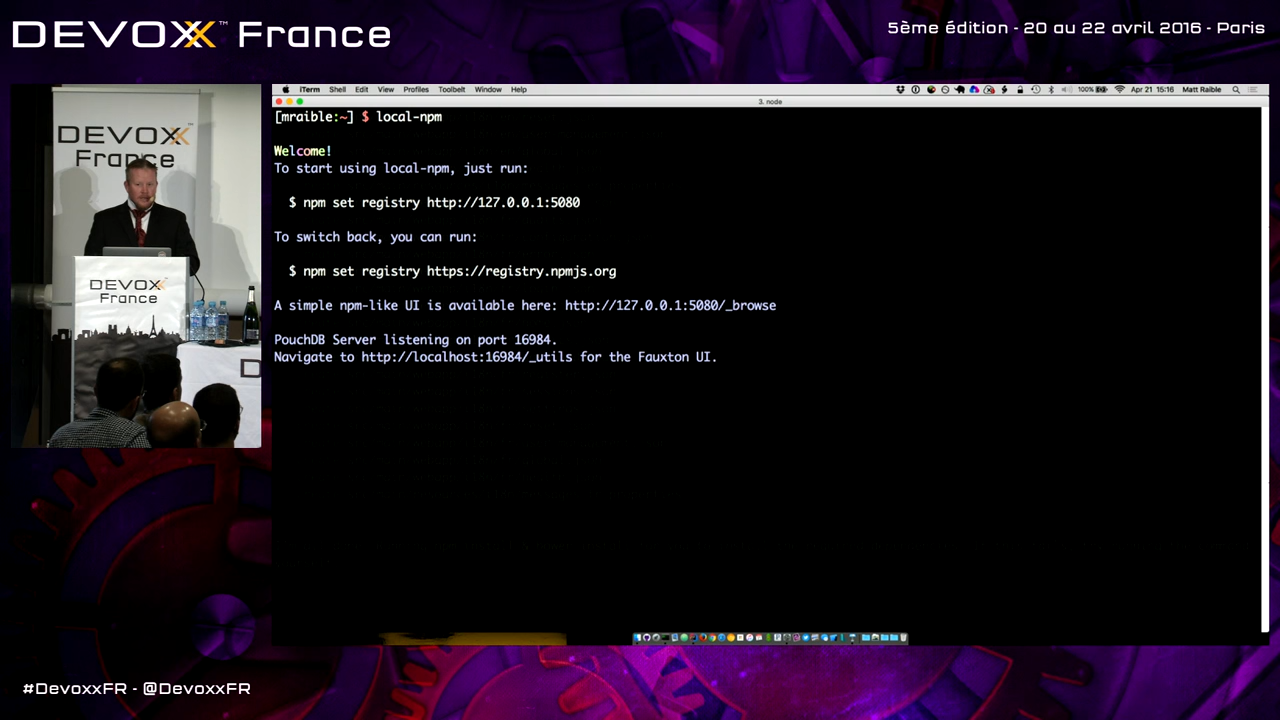 DEVOXX™ France
5ème édition - 20 au 22 avril 2016 - Paris
DEVOXX™
France
DEVOXX
France
D
iTerm Shell Edit View Profiles Toolbelt Window Help
100% Apr 21 15:16 Matt Raible
3. node
[mraible:~] $ local-npm
Welcome!
To start using local-npm, just run:
$ npm set registry http://127.0.0.1:5080
To switch back, you can run:
$ npm set registry https://registry.npmjs.org
A simple npm-like UI is available here: http://127.0.0.1:5080/_browse
PouchDB Server listening on port 16984.
Navigate to http://localhost:16984/_utils for the Fauxton UI.
#DevoxxFR - @DevoxxFR